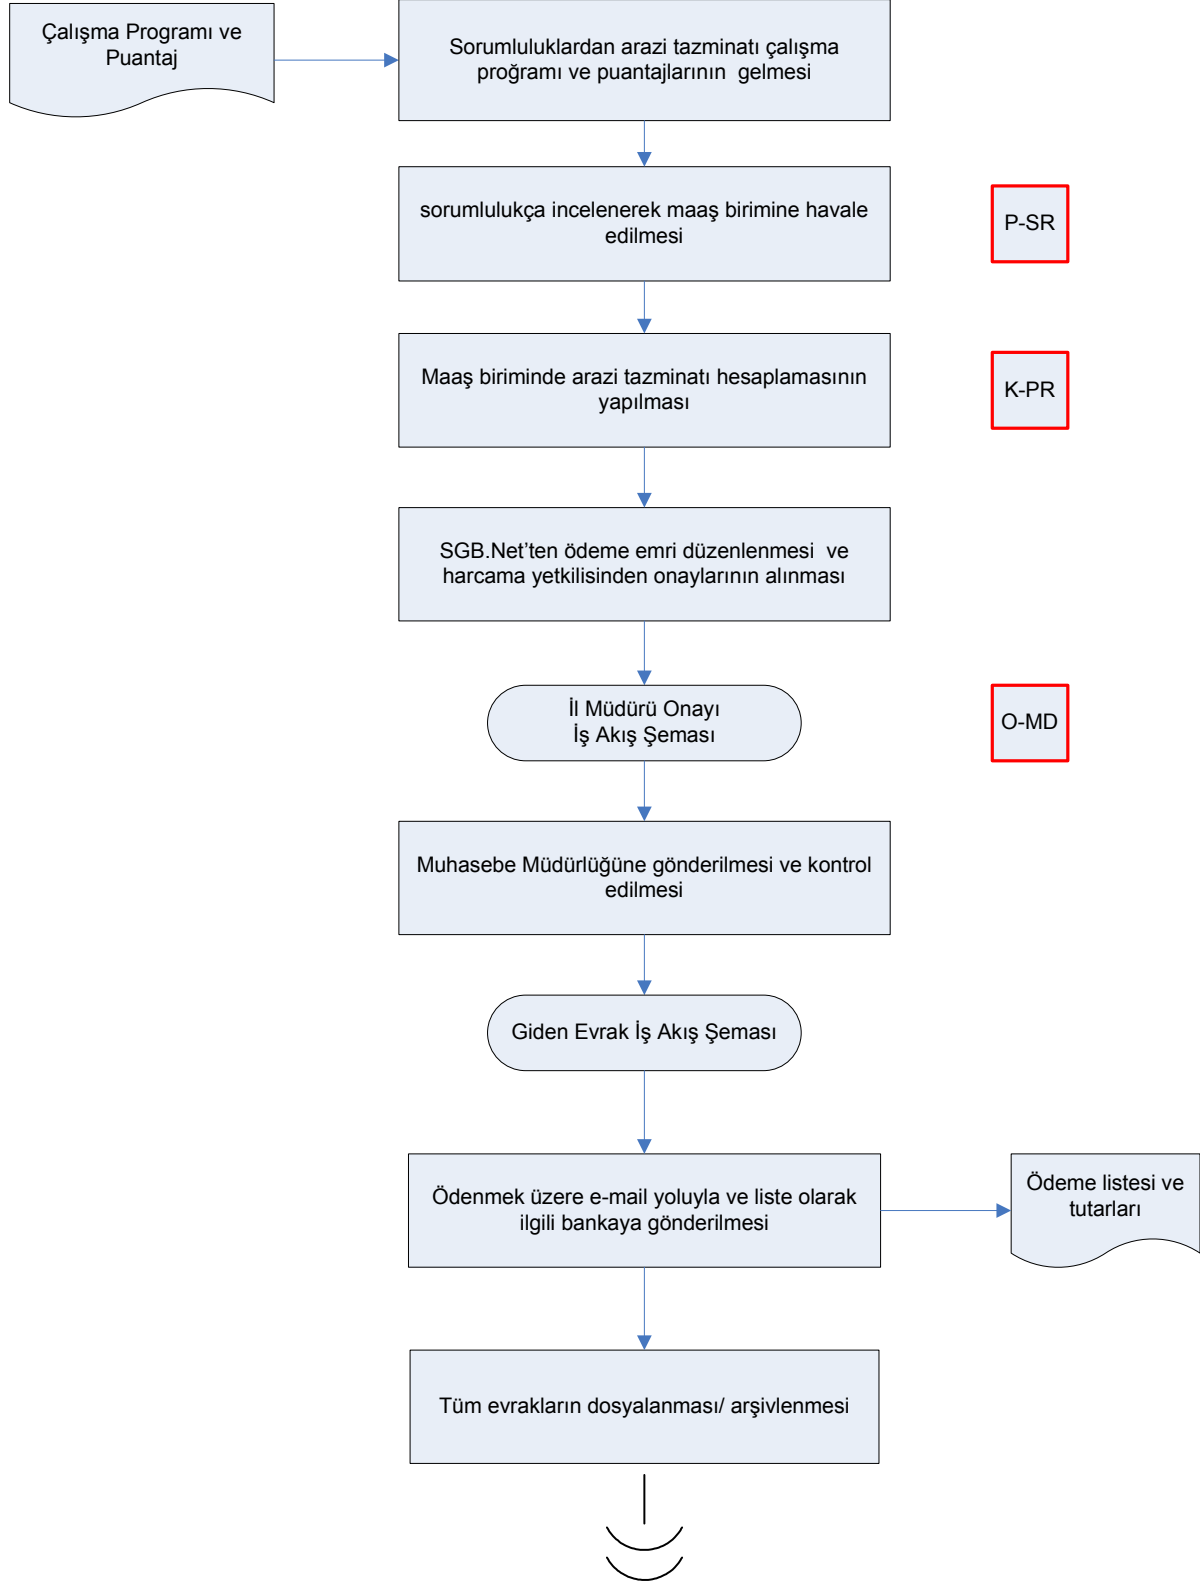 Çalışma Programı ve
Puantaj
Sorumluluklardan arazi tazminatı çalışma
proğramı ve puantajlarının gelmesi
sorumlulukça incelenerek maaş birimine havale
edilmesi
P-SR
Maaş biriminde arazi tazminatı hesaplamasının
yapılması
K-PR
SGB.Net’ten ödeme emri düzenlenmesi ve
harcama yetkilisinden onaylarının alınması
İl Müdürü Onayı
İş Akış Şeması
O-MD
Muhasebe Müdürlüğüne gönderilmesi ve kontrol
edilmesi
Giden Evrak İş Akış Şeması
Ödenmek üzere e-mail yoluyla ve liste olarak
ilgili bankaya gönderilmesi
Ödeme listesi ve
tutarları
Tüm evrakların dosyalanması/ arşivlenmesi